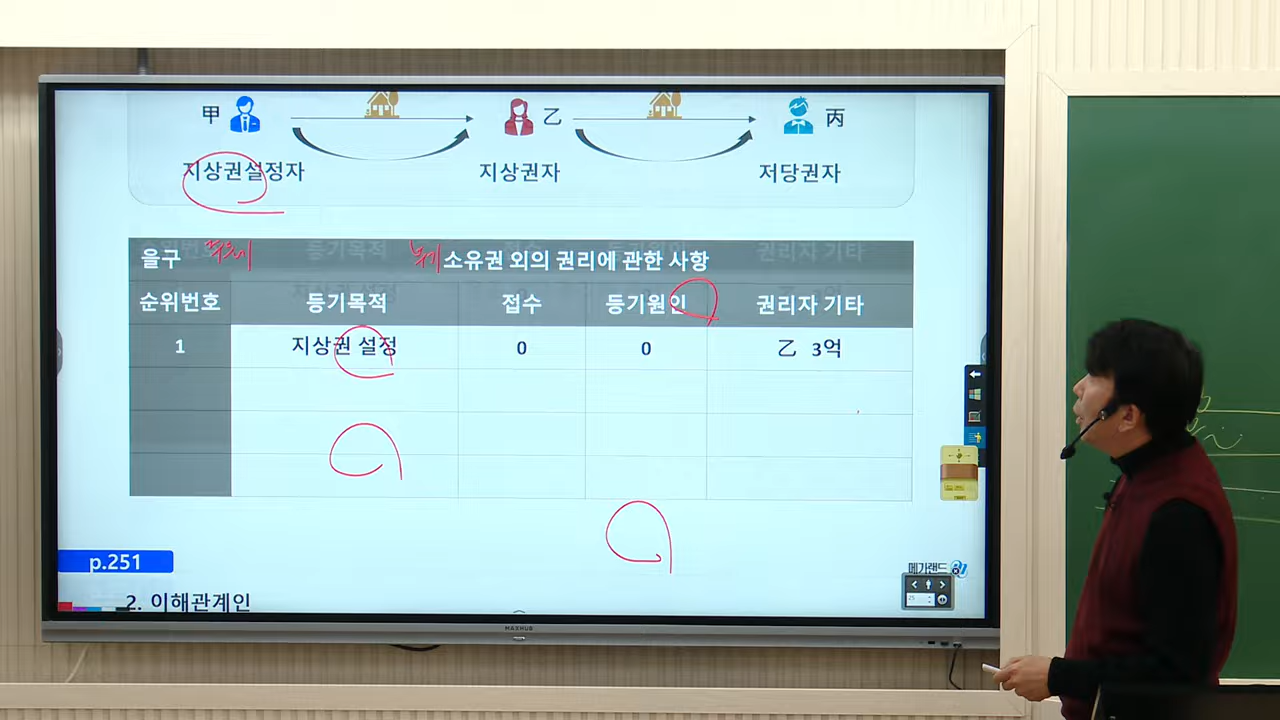 甲 乙 丙
지상권설정자 지상권자 저당권자
을구 소유권 외의 권리에 관한 사항
순위번호 등기목적 접수 등기원인 권리자 기타
1 지상권 설정 0 0 乙 3억
p.251
메가랜드
2. 이해관계인
MAXHUB